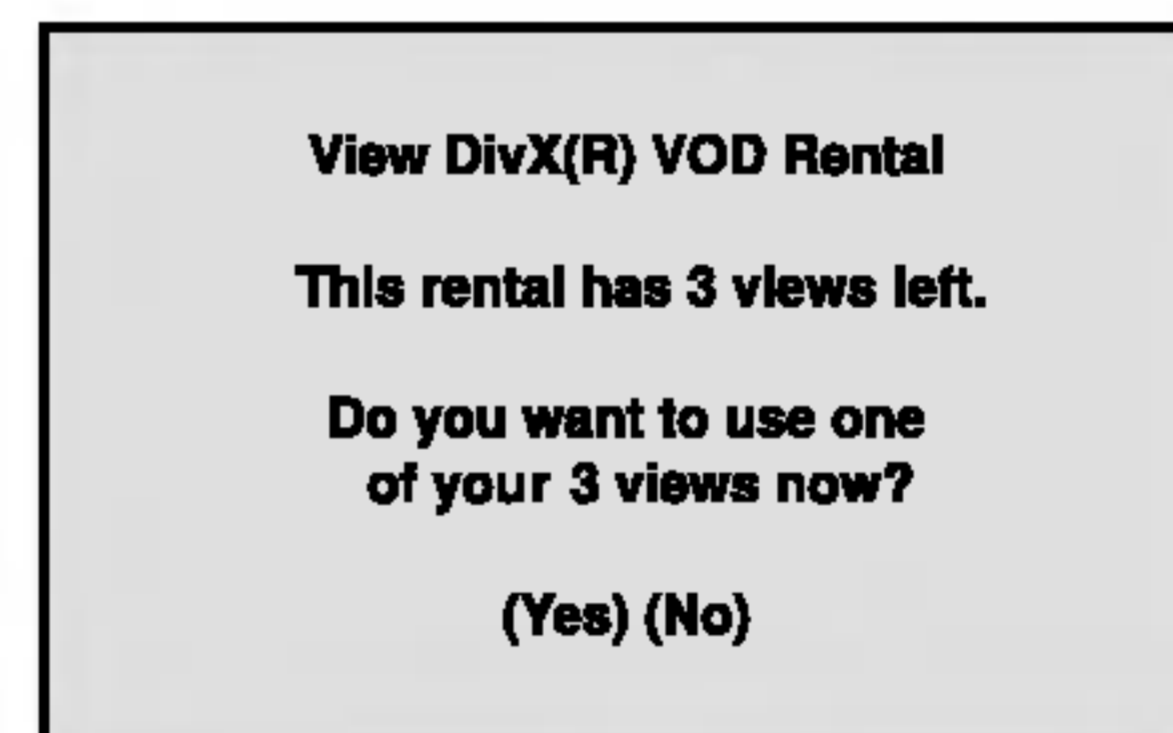 View DivX(R) VOD Rental
This rental has 3 views left.
Do you want to use one
of your 3 views now?
(Yes) (No)